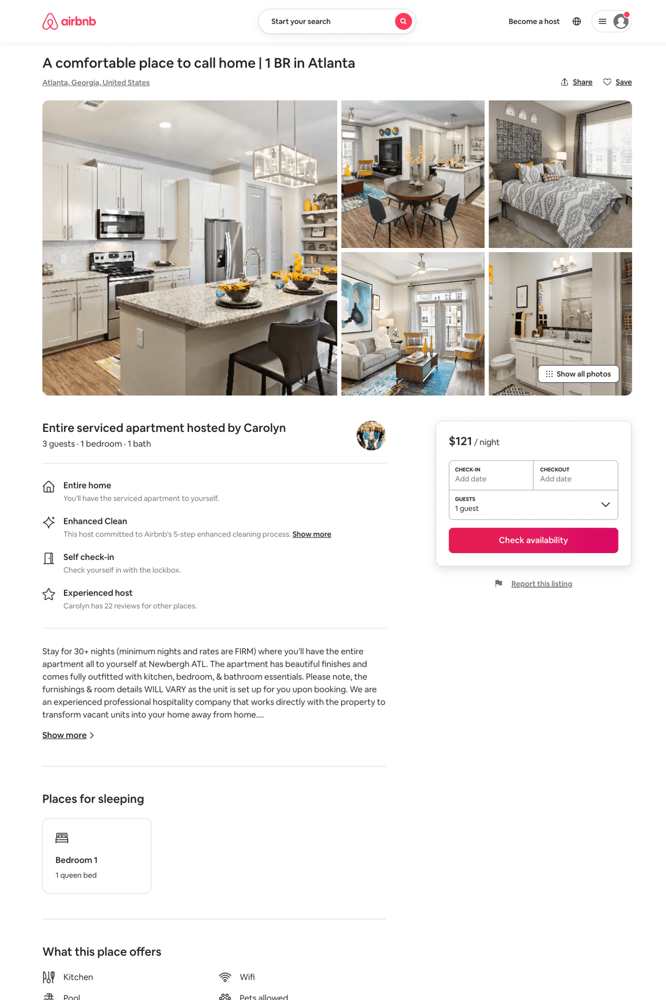 airbnb
Start your search
Become a host
A comfortable place to call home | 1 BR in Atlanta
Atlanta, Georgia, United States
Share
Save
Show all photos
Entire serviced apartment hosted by Carolyn
3 guests · 1 bedroom · 1 bath
Entire home
You’ll have the serviced apartment to yourself.
Enhanced Clean
This host committed to Airbnb's 5-step enhanced cleaning process. Show more
Self check-in
Check yourself in with the lockbox.
Experienced host
Carolyn has 22 reviews for other places.
$121 / night
CHECK-IN
Add date
CHECKOUT
Add date
GUESTS
1 guest
Check availability
Report this listing
Stay for 30+ nights (minimum nights and rates are FIRM) where you’ll have the entire
apartment all to yourself at Newbergh ATL. The apartment has beautiful finishes and
comes fully outfitted with kitchen, bedroom, & bathroom essentials. Please note, the
furnishings & room details WILL VARY as the unit is set up for you upon booking. We are
an experienced professional hospitality company that works directly with the property to
transform vacant units into your home away from home....
Show more
Places for sleeping
Bedroom 1
1 queen bed
What this place offers
Kitchen
Wifi
Pool
Pets allowed